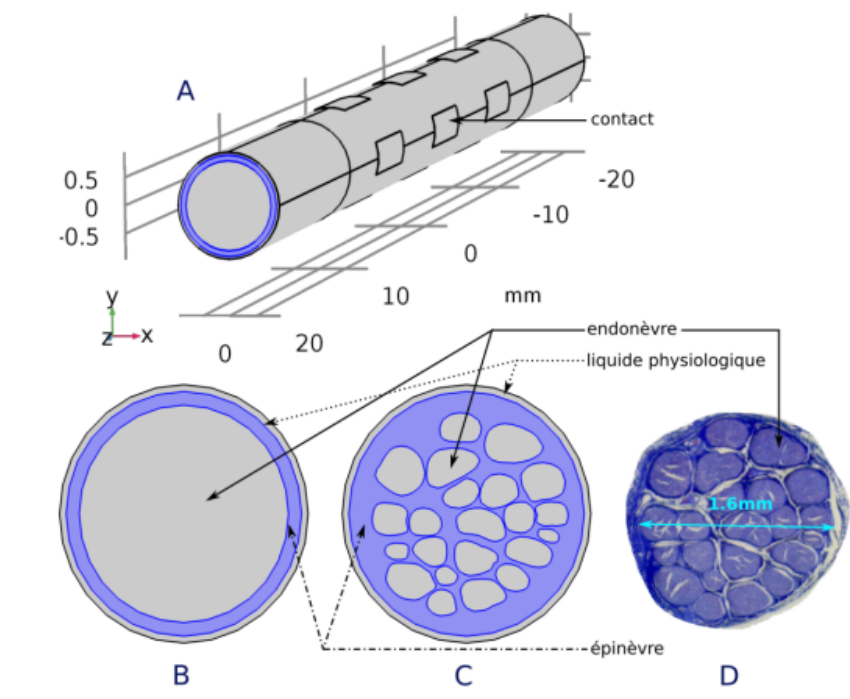 A
contact
0.5
0
-0.5
-20
-10
0
10
mm
20
0
y
z
x
endonèvre
liquide physiologique
1.6mm
épinèvre
B
C
D